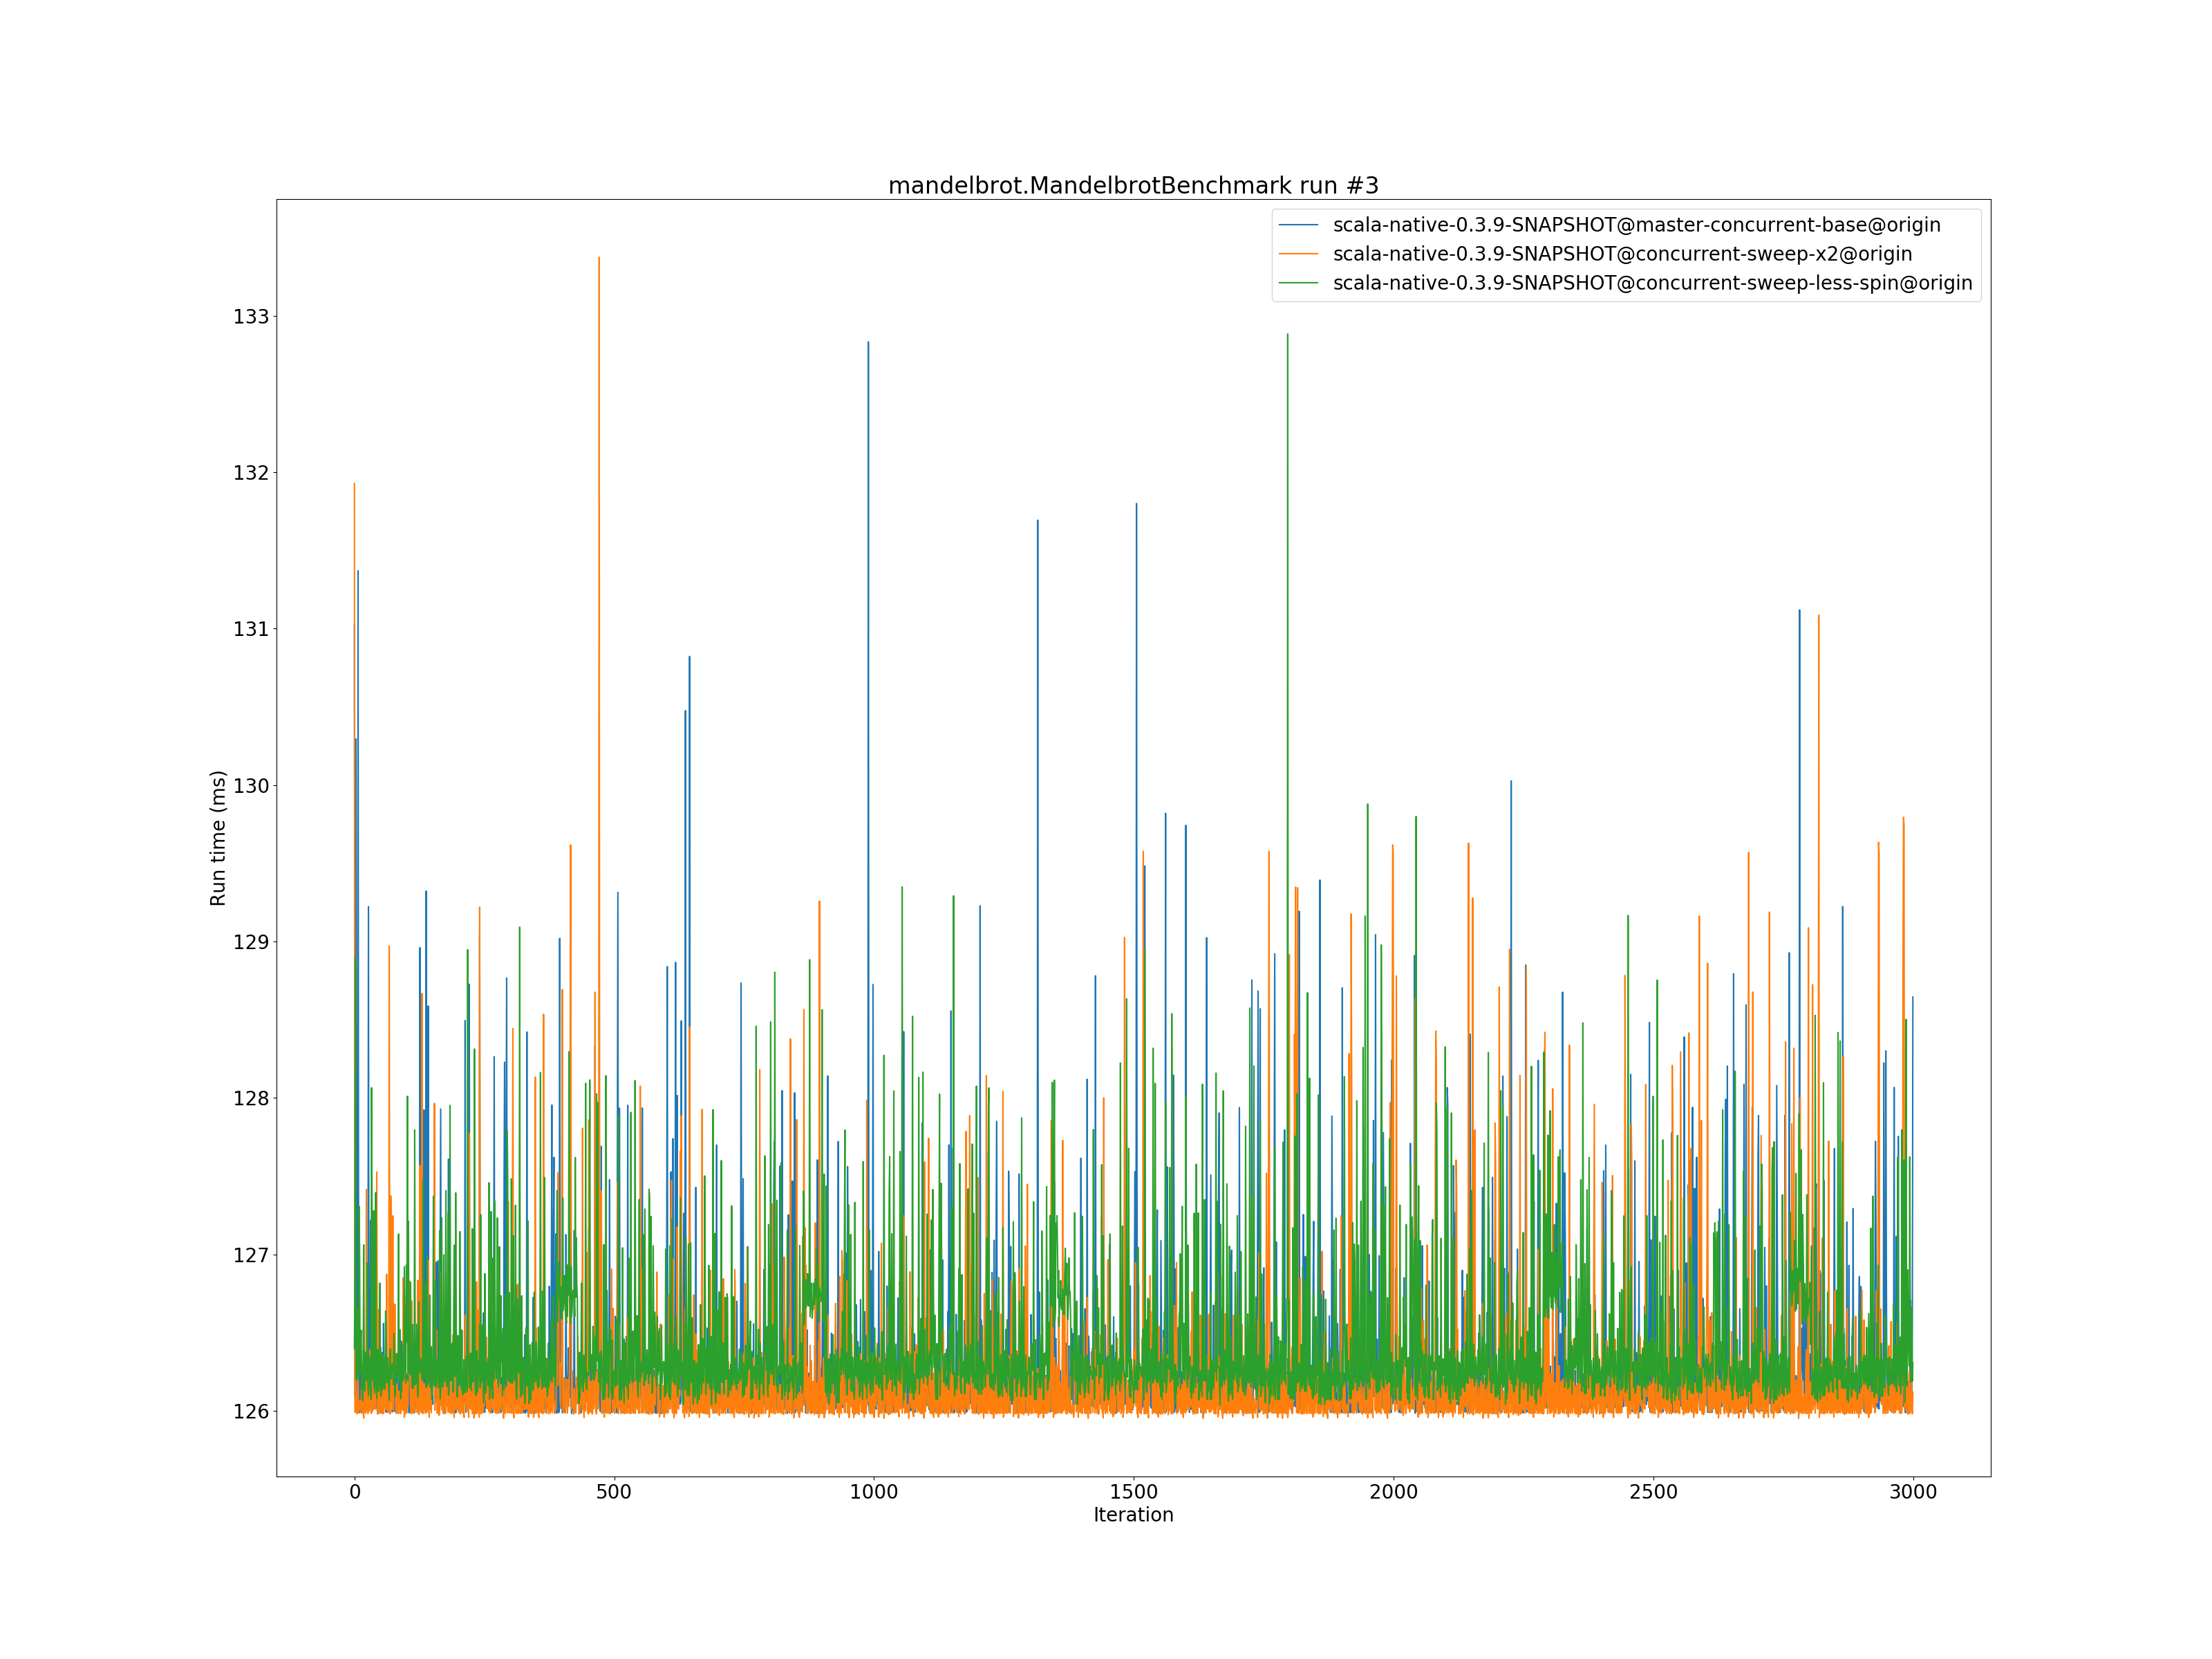 mandelbrot.MandelbrotBenchmark run #3
scala-native-0.3.9-SNAPSHOT@master-concurrent-base@origin
scala-native-0.3.9-SNAPSHOT@concurrent-sweep-x2@origin
scala-native-0.3.9-SNAPSHOT@concurrent-sweep-less-spin@origin
133
132
131
130
129
128
127
126
Run time (ms)
0 500 1000 1500 2000 2500 3000
Iteration